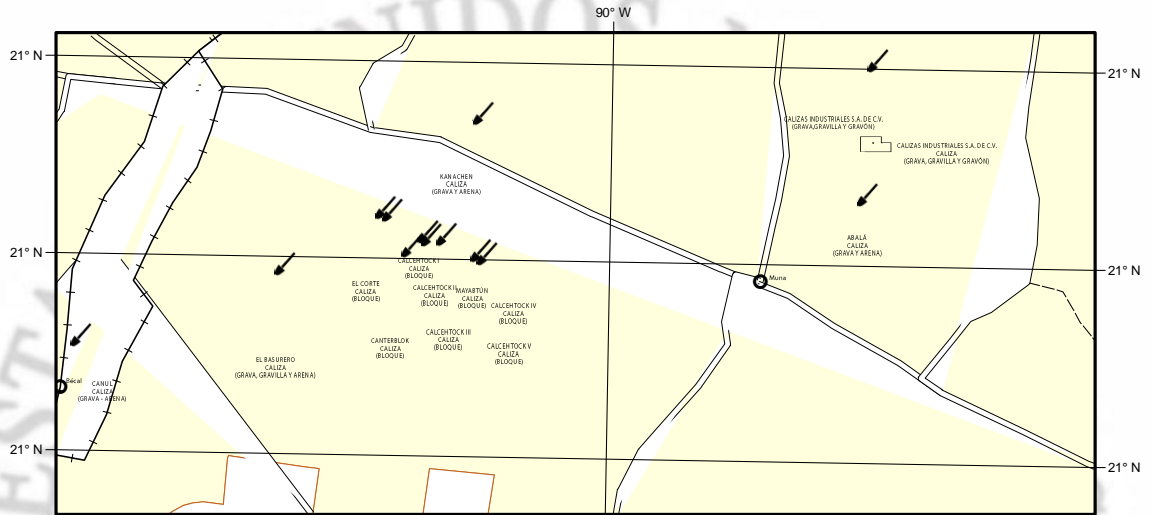 NIDOS
90° W
21° N
21° N
CALIZAS INDUSTRIALES S.A. DE C.V.
(GRAVA,GRAVILLA Y GRAVÓN)
CALIZAS INDUSTRIALES S.A. DE C.V.
CALIZA
(GRAVA, GRAVILLA Y GRAVÓN)
KANACHEN
CALIZA
(GRAVA Y ARENA)
ABALÁ
CALIZA
(GRAVA Y ARENA)
21° N
21° N
CALCEHTOCK I
CALIZA
(BLOQUE)
Muna
EL CORTE
CALIZA
(BLOQUE)
CALCEHTOCK II
CALIZA
(BLOQUE)
MAYABTÚN
CALIZA
(BLOQUE)
CALCEHTOCK IV
CALIZA
(BLOQUE)
CALCEHTOCK III
CALIZA
(BLOQUE)
CANTERBLOK
CALIZA
(BLOQUE)
CALCEHTOCK V
CALIZA
(BLOQUE)
EL BASURERO
CALIZA
(GRAVA, GRAVILLA Y ARENA)
Bécal
CANUL
CALIZA
(GRAVA - ARENA)
21° N
21° N
ESTA